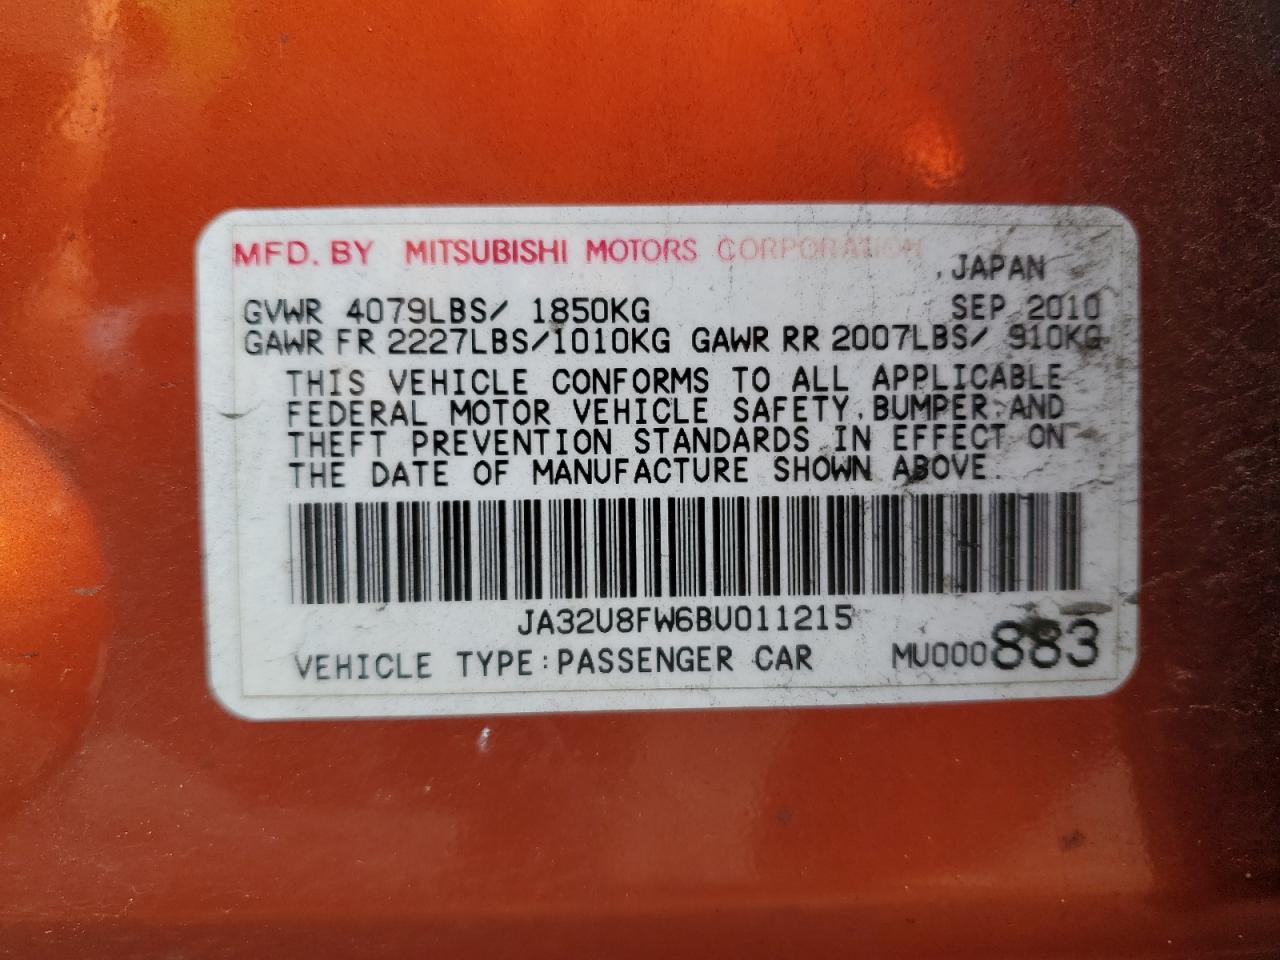 MFD. BY MITSUBISHI MOTORS CORPORATION
JAPAN
GVWR 4079LBS/ 1850KG SEP 2010
GAWR FR 2227LBS/1010KG GAWR RR 2007LBS/ 910KG
THIS VEHICLE CONFORMS TO ALL APPLICABLE
FEDERAL MOTOR VEHICLE SAFETY, BUMPER, AND
THEFT PREVENTION STANDARDS IN EFFECT ON
THE DATE OF MANUFACTURE SHOWN ABOVE.
JA32U8FW6BU011215
VEHICLE TYPE:PASSENGER CAR MU000883